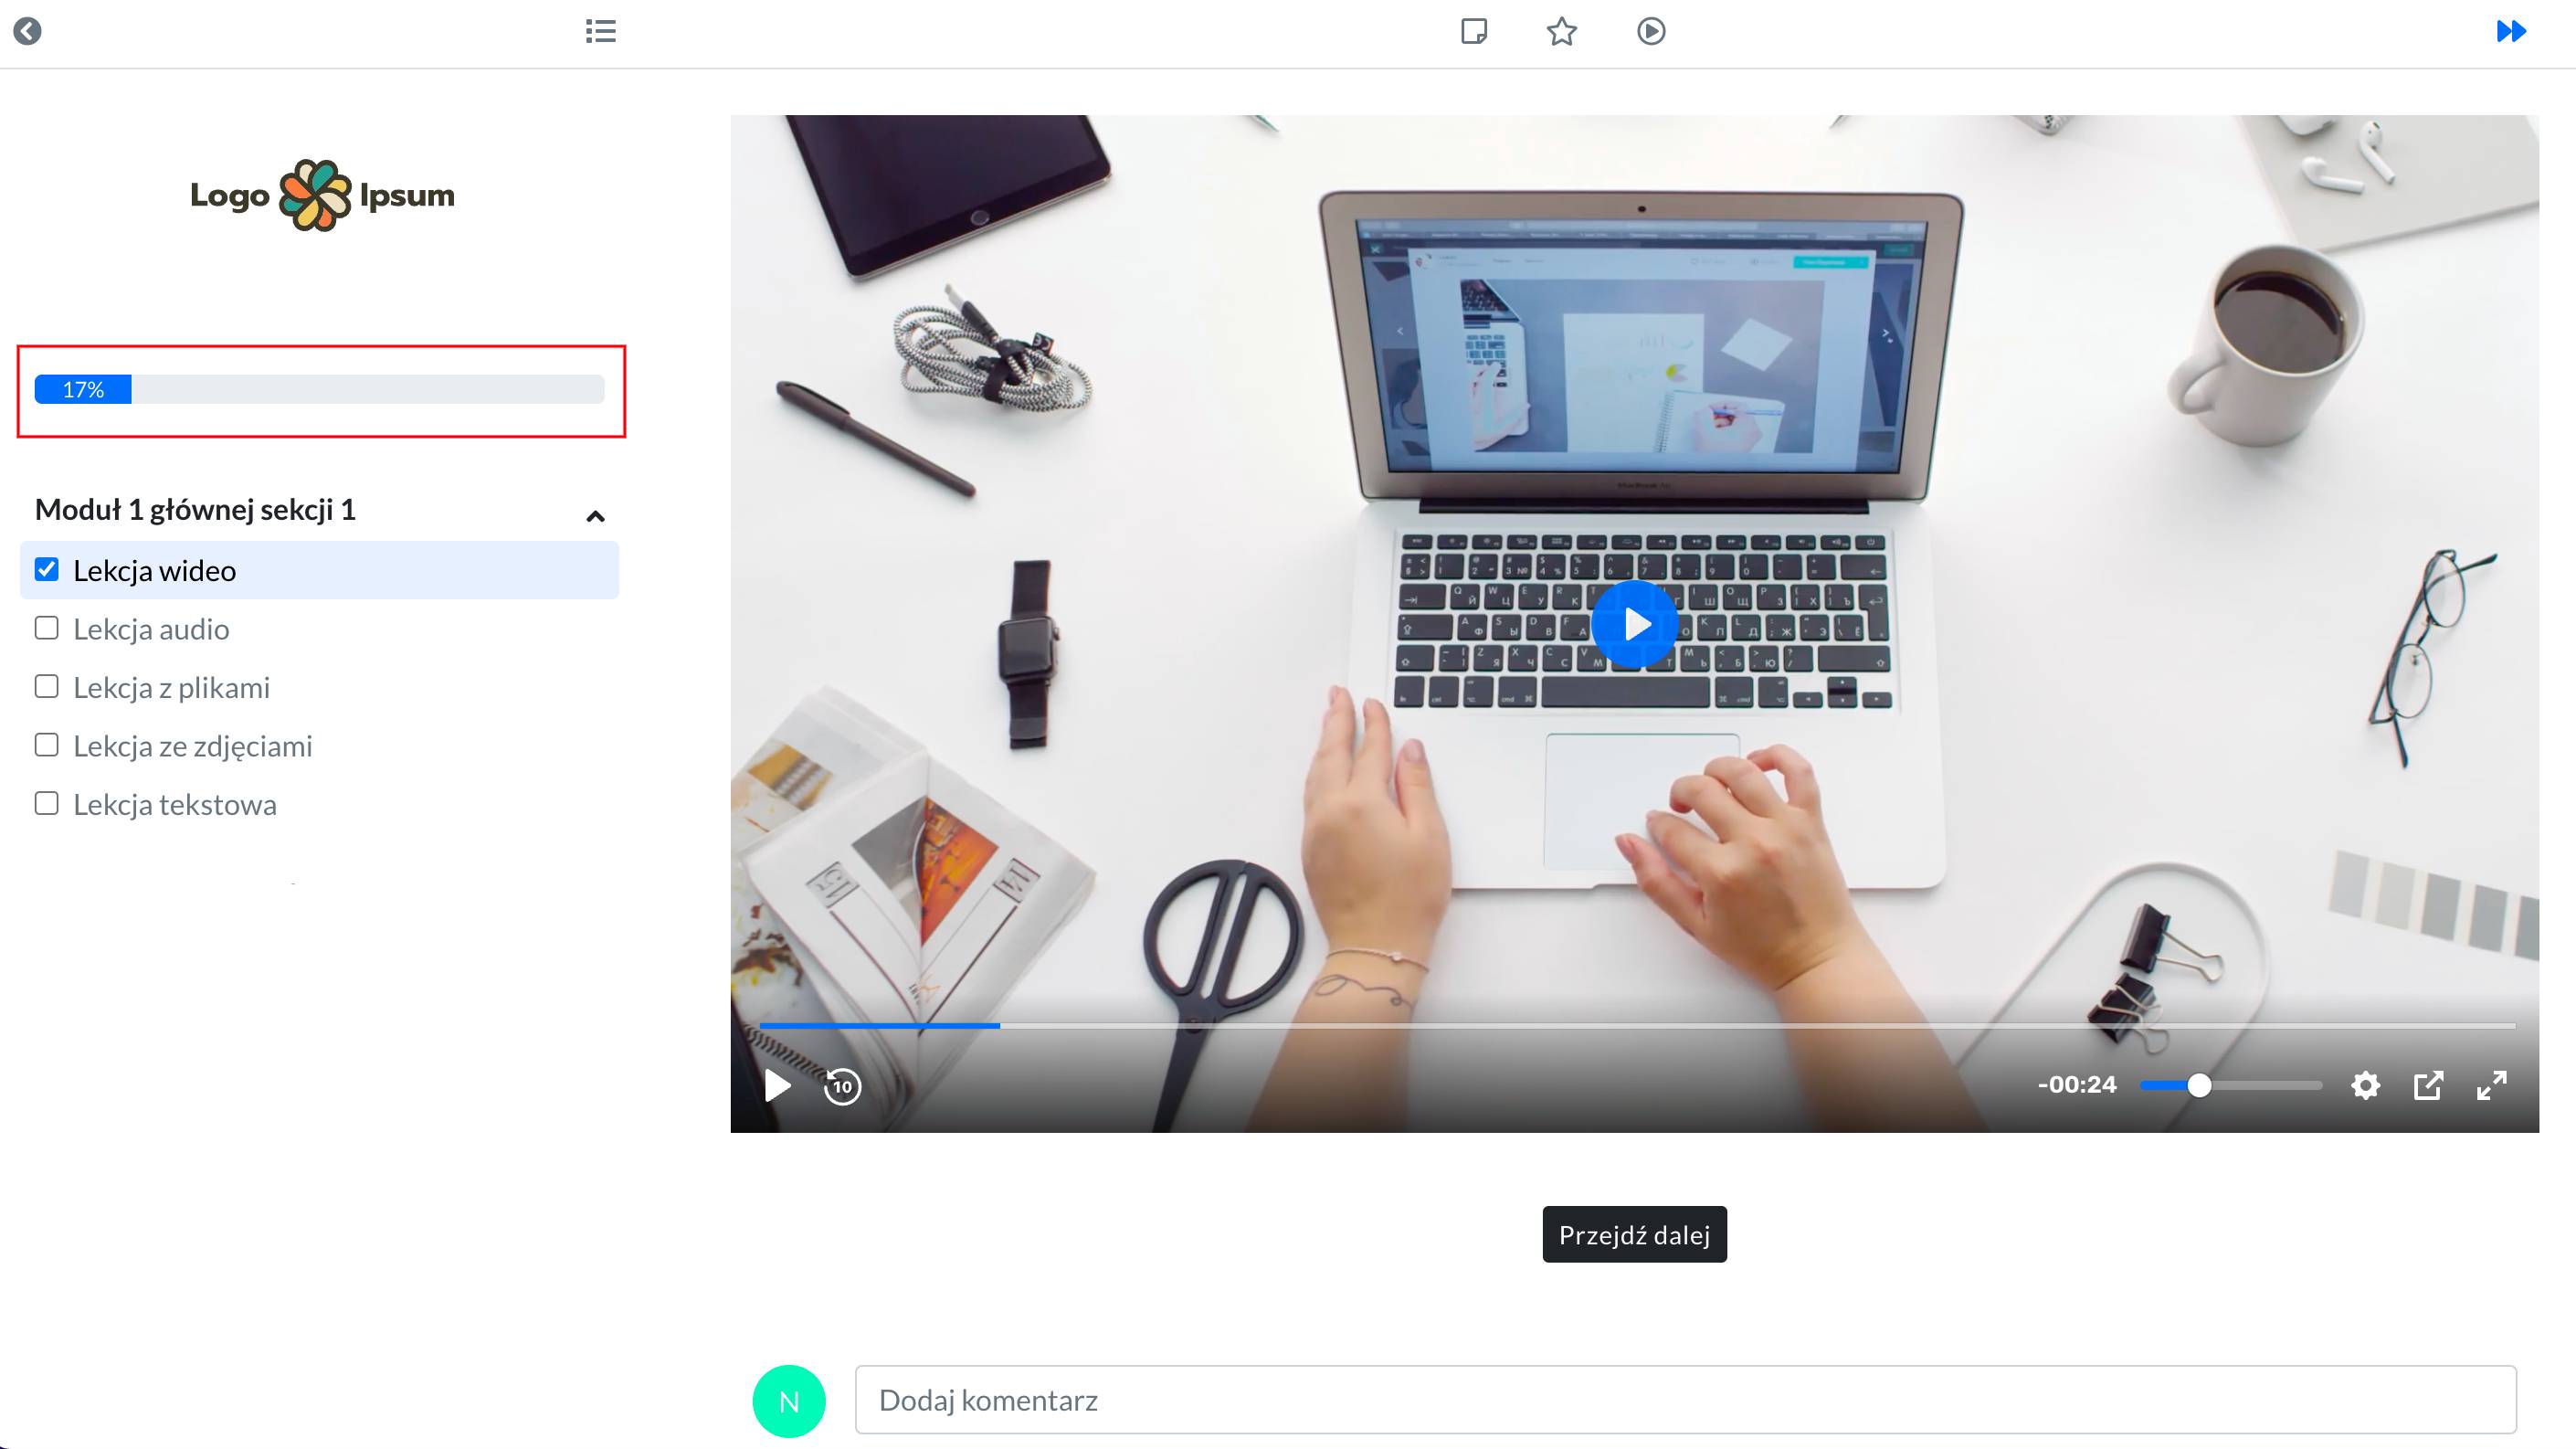 Logo Ipsum
17%
Moduł 1 głównej sekcji 1
Lekcja wideo
Lekcja audio
Lekcja z plikami
Lekcja ze zdjęciami
Lekcja tekstowa
10
-00:24
Przejdź dalej
N
Dodaj komentarz